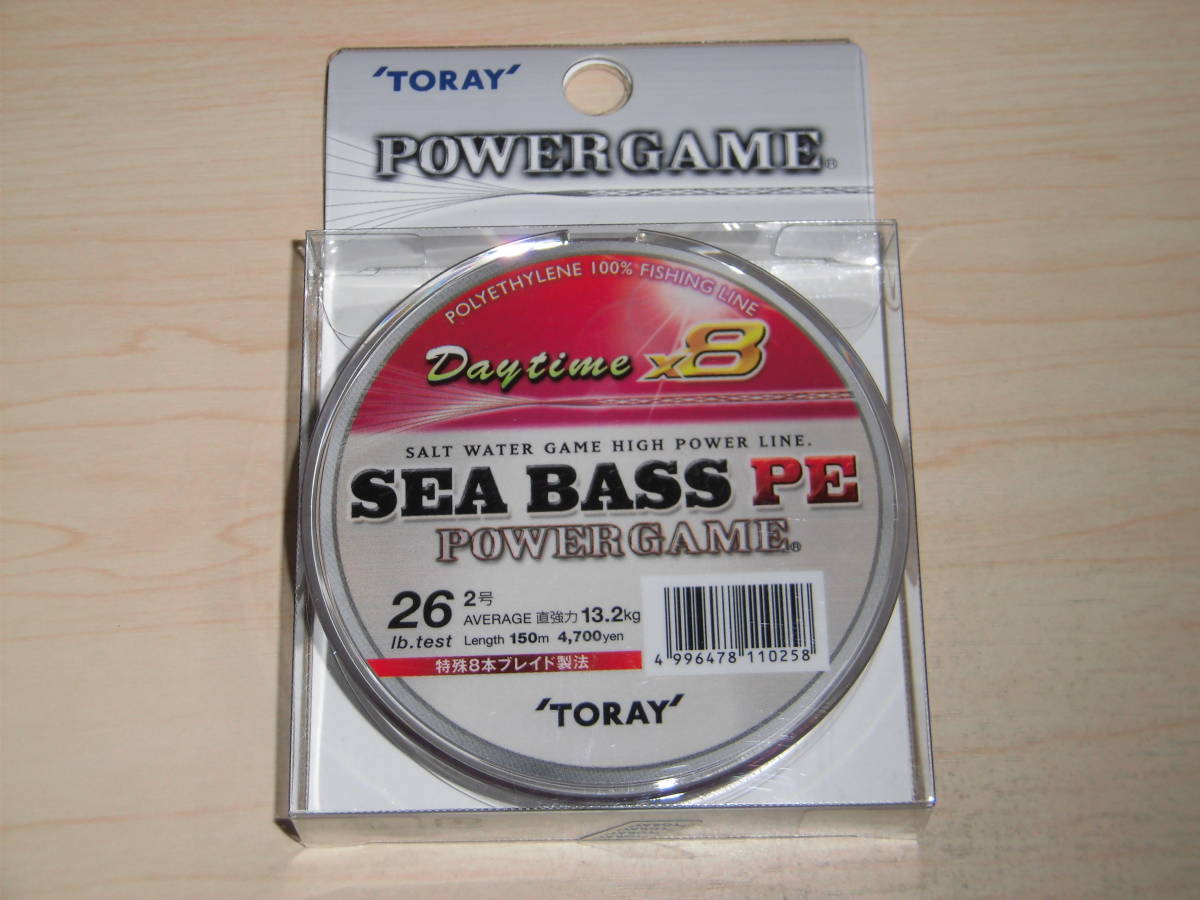 'TORAY'
POWERGAME®
POLYETHYLENE 100% FISHING LINE
Daytime x8
SALT WATER GAME HIGH POWER LINE.
SEA BASS PE
POWERGAME®
26 lb.test
2号
AVERAGE 直強力 13.2kg
Length 150m 4,700yen
特殊8本ブレイド製法
4 996478 110258
'TORAY'